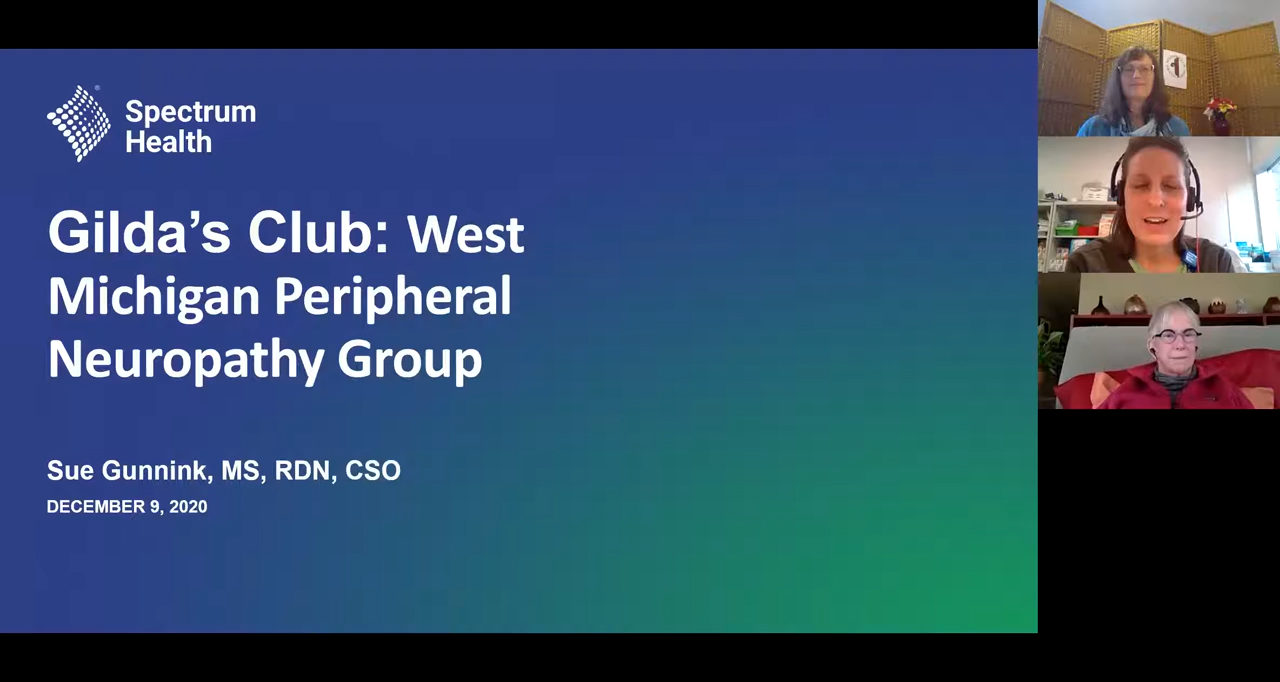 Spectrum
Health
Gilda’s Club: West
Michigan Peripheral
Neuropathy Group
Sue Gunnink, MS, RDN, CSO
DECEMBER 9, 2020